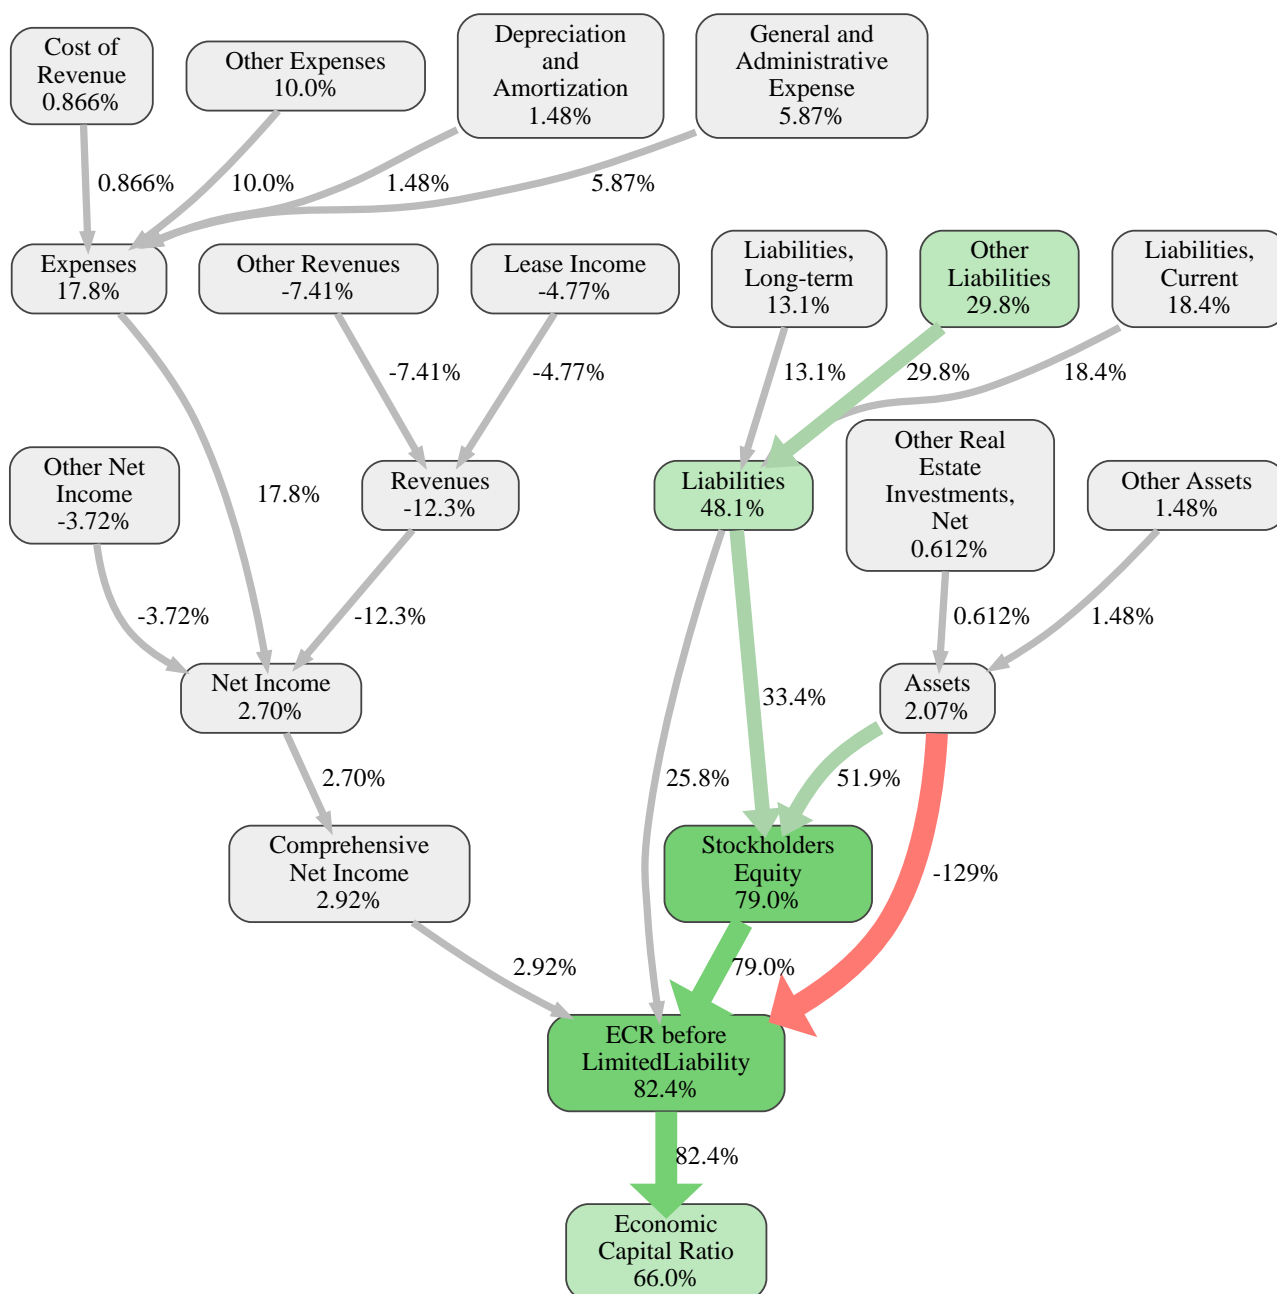 Cost of
Revenue
0.866%
Other Expenses
10.0%
Depreciation
and
Amortization
1.48%
General and
Administrative
Expense
5.87%
0.866%
10.0%
1.48%
5.87%
Expenses
17.8%
Other Revenues
-7.41%
Lease Income
-4.77%
Liabilities,
Long-term
13.1%
Other
Liabilities
29.8%
Liabilities,
Current
18.4%
-7.41%
-4.77%
13.1%
29.8%
18.4%
Other Net
Income
-3.72%
17.8%
Revenues
-12.3%
Liabilities
48.1%
Other Real
Estate
Investments,
Net
0.612%
Other Assets
1.48%
-3.72%
-12.3%
0.612%
1.48%
Net Income
2.70%
33.4%
Assets
2.07%
2.70%
25.8%
51.9%
Comprehensive
Net Income
2.92%
Stockholders
Equity
79.0%
-129%
2.92%
79.0%
ECR before
LimitedLiability
82.4%
82.4%
Economic
Capital Ratio
66.0%